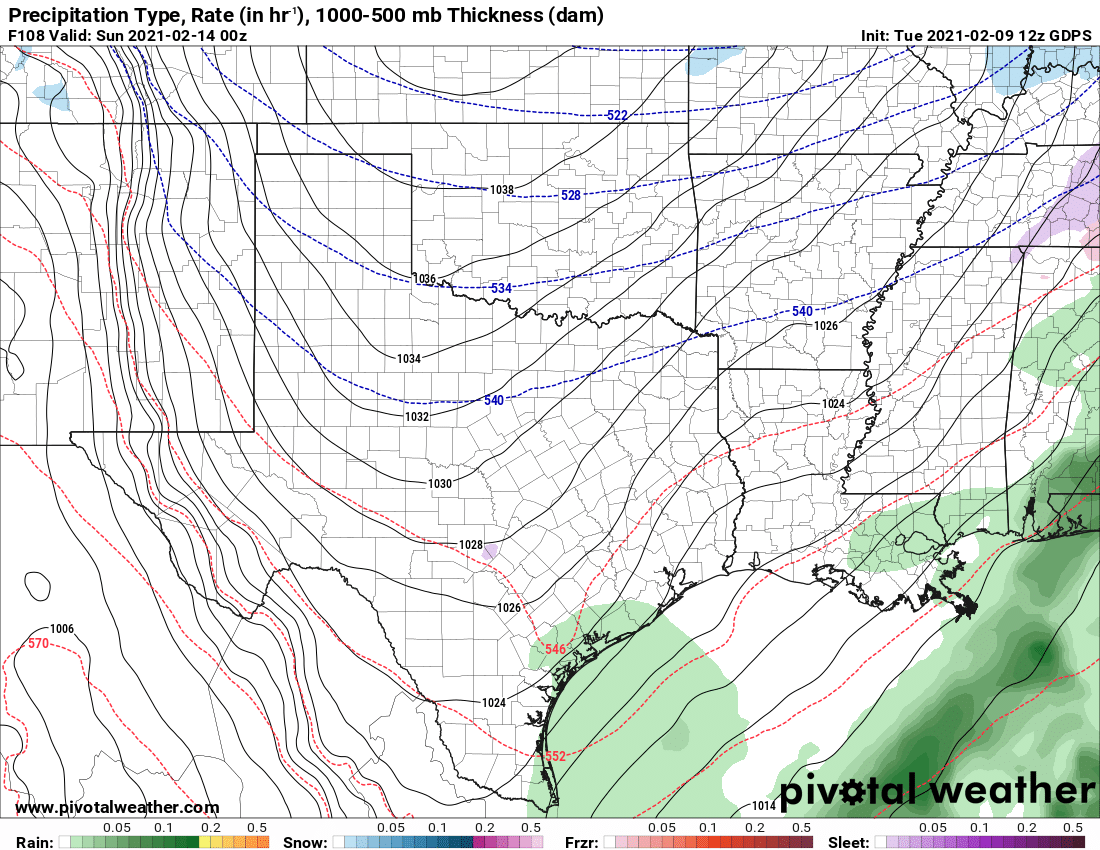 Precipitation Type, Rate (in hr⁻¹), 1000-500 mb Thickness (dam)
F108 Valid: Sun 2021-02-14 00z
Init: Tue 2021-02-09 12z GDPS
522
1038
528
1036
534
540
1026
1034
540
1032
1024
1030
1028
1026
1006
570
546
1024
552
1014
pivotal weather
www.pivotalweather.com
Rain: 0.05 0.1 0.2 0.5
Snow: 0.05 0.1 0.2 0.5
Frzr: 0.05 0.1 0.2 0.5
Sleet: 0.05 0.1 0.2 0.5